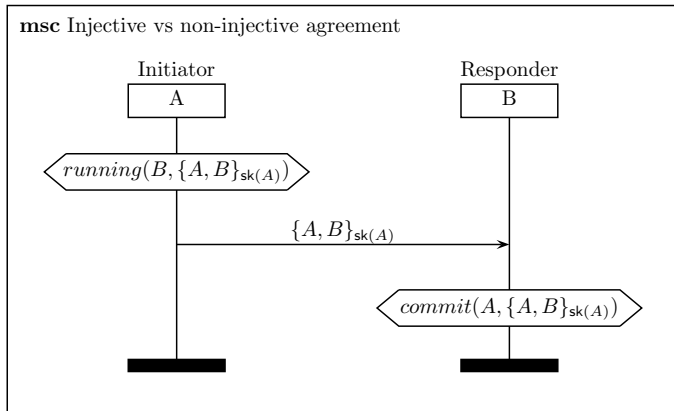 msc Injective vs non-injective agreement
Initiator
Responder
A
B
running(B, {A, B}sk(A))
{A, B}sk(A)
commit(A, {A, B}sk(A))